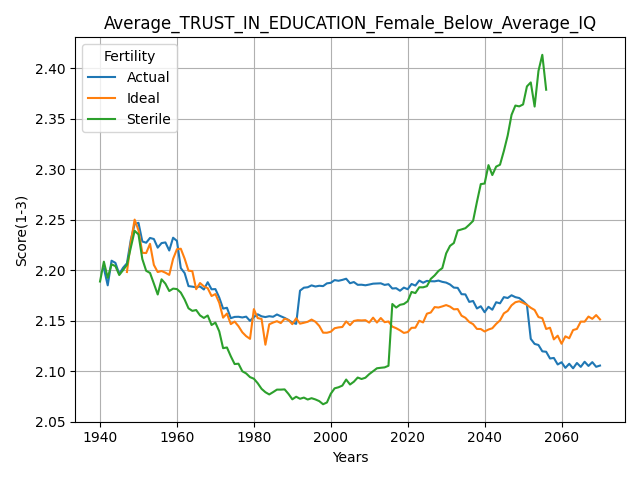 Average_TRUST_IN_EDUCATION_Female_Below_Average_IQ
Fertility
Actual
Ideal
Sterile
Score(1-3)
2.40
2.35
2.30
2.25
2.20
2.15
2.10
2.05
1940 1960 1980 2000 2020 2040 2060
Years